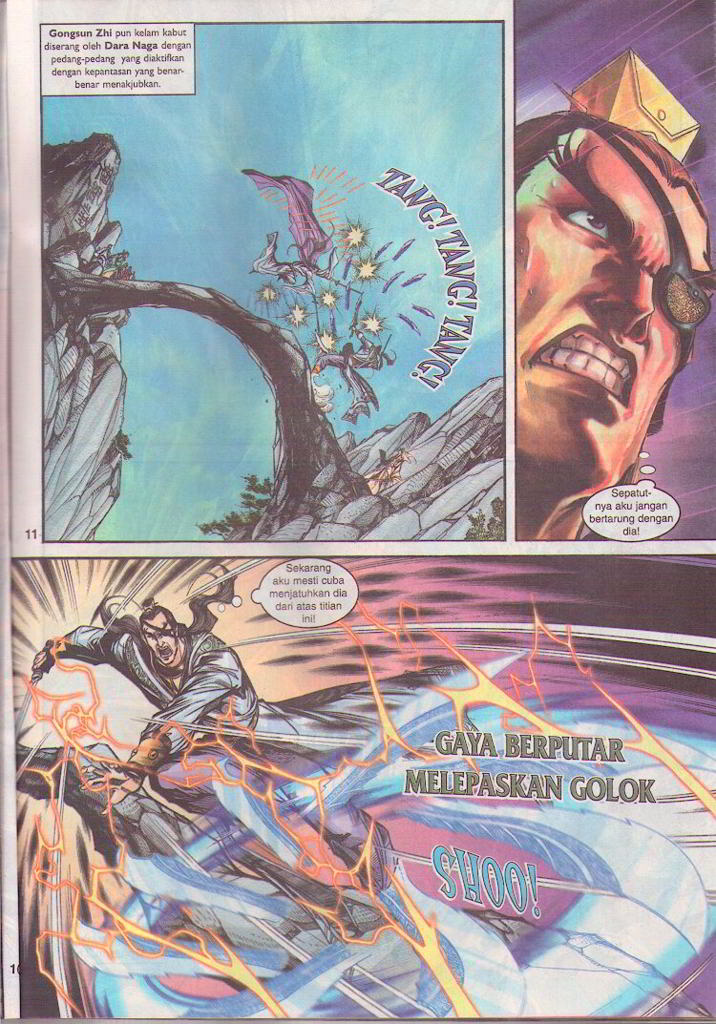 Gongsun Zhi pun kelam kabut
diserang oleh Dara Naga dengan
pedang-pedang yang diaktifkan
dengan kepantasan yang benar-
benar menakjubkan.
TANG! TANG! TANG!
Sepatut-
nya aku jangan
bertarung dengan
dia!
11
Sekarang
aku mesti cuba
menjatuhkan dia
dari atas titian
ini!
GAYA BERPUTAR
MELEPASKAN GOLOK
SHOO!